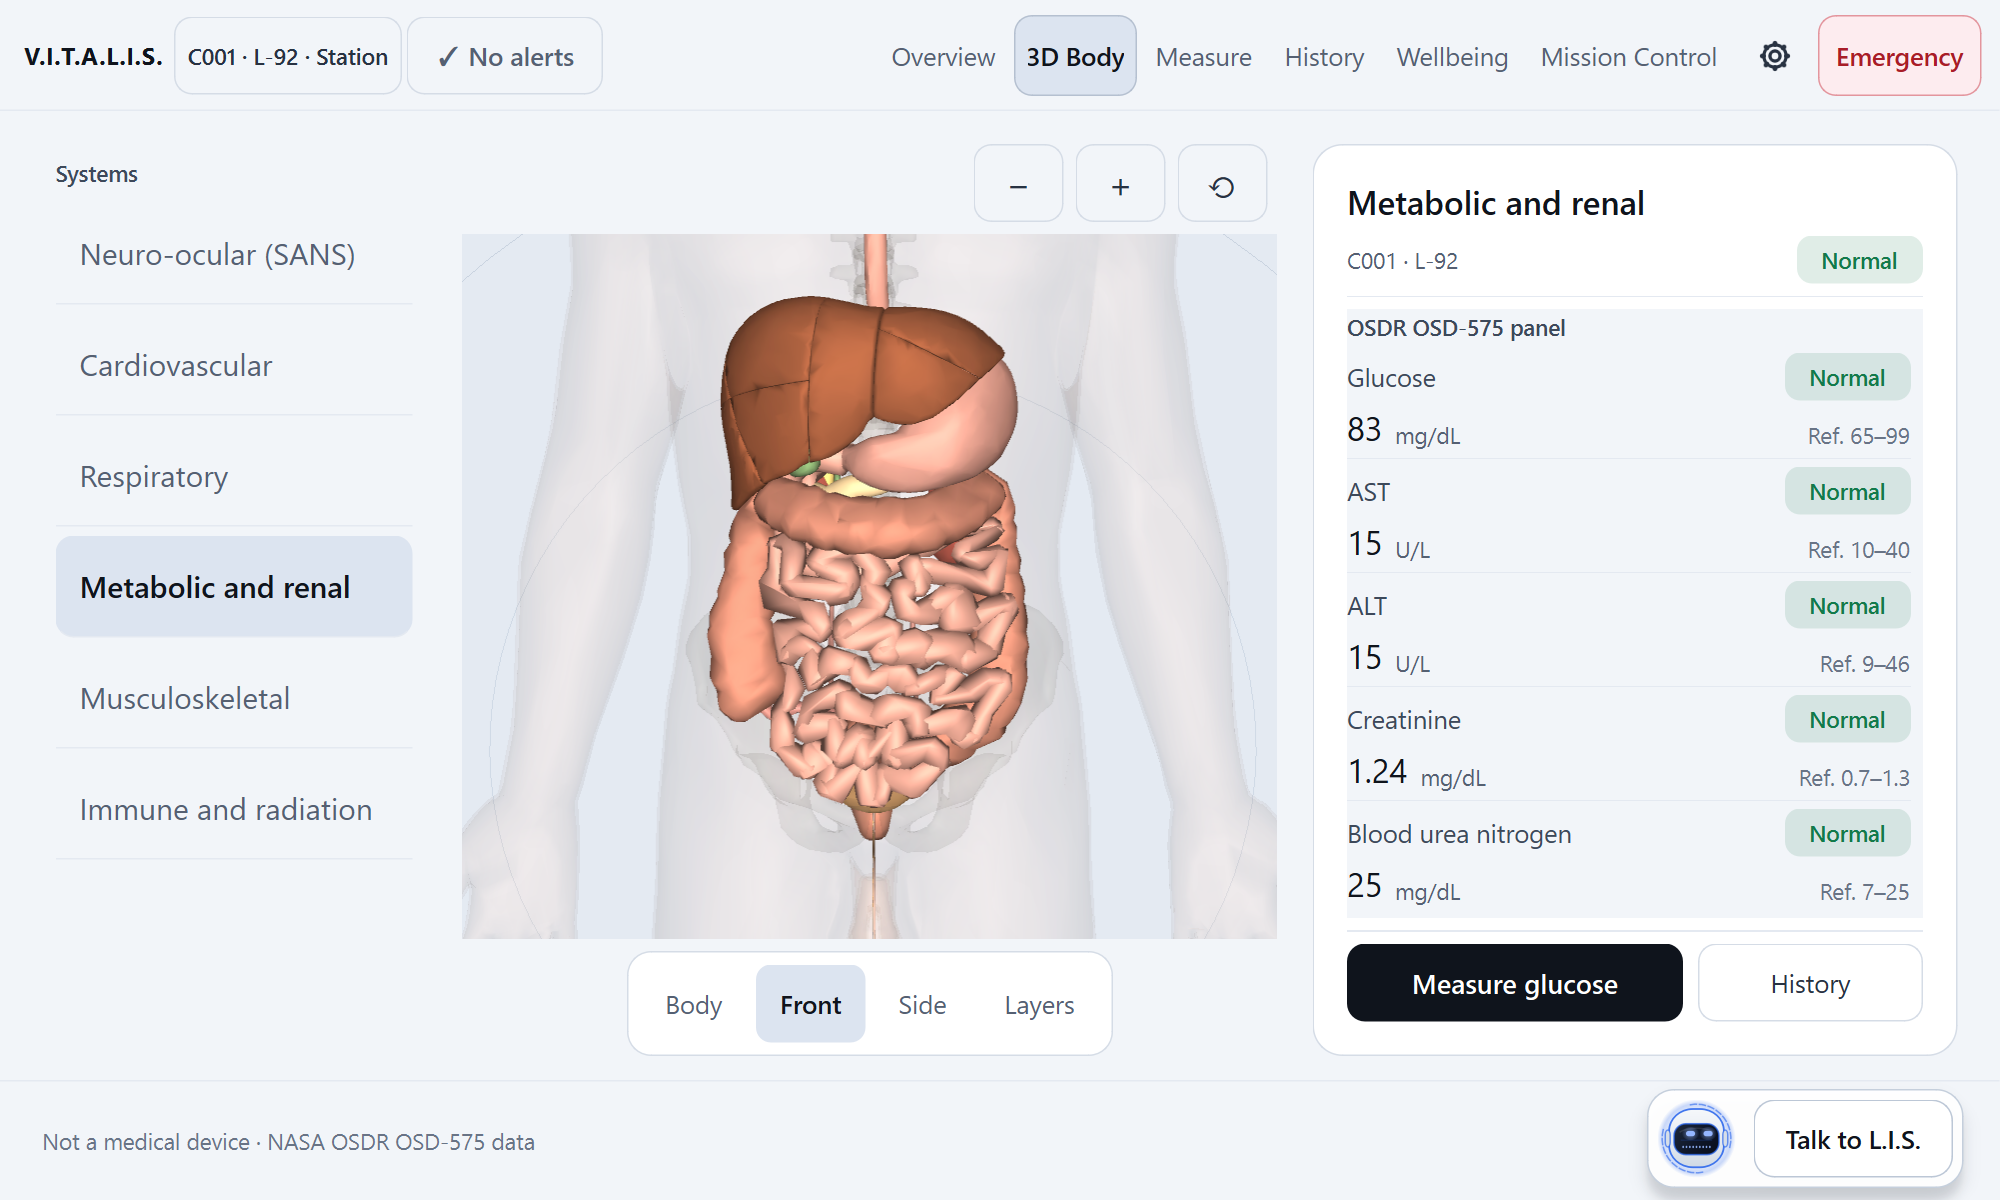 V.I.T.A.L.I.S.
C001 · L-92 · Station
✓ No alerts
Overview
3D Body
Measure
History
Wellbeing
Mission Control
Emergency
Systems
Neuro-ocular (SANS)
Cardiovascular
Respiratory
Metabolic and renal
Musculoskeletal
Immune and radiation
−
+
Body
Front
Side
Layers
Metabolic and renal
C001 · L-92
Normal
OSDR OSD-575 panel
Glucose
Normal
83 mg/dL
Ref. 65–99
AST
Normal
15 U/L
Ref. 10–40
ALT
Normal
15 U/L
Ref. 9–46
Creatinine
Normal
1.24 mg/dL
Ref. 0.7–1.3
Blood urea nitrogen
Normal
25 mg/dL
Ref. 7–25
Measure glucose
History
Not a medical device · NASA OSDR OSD-575 data
Talk to L.I.S.